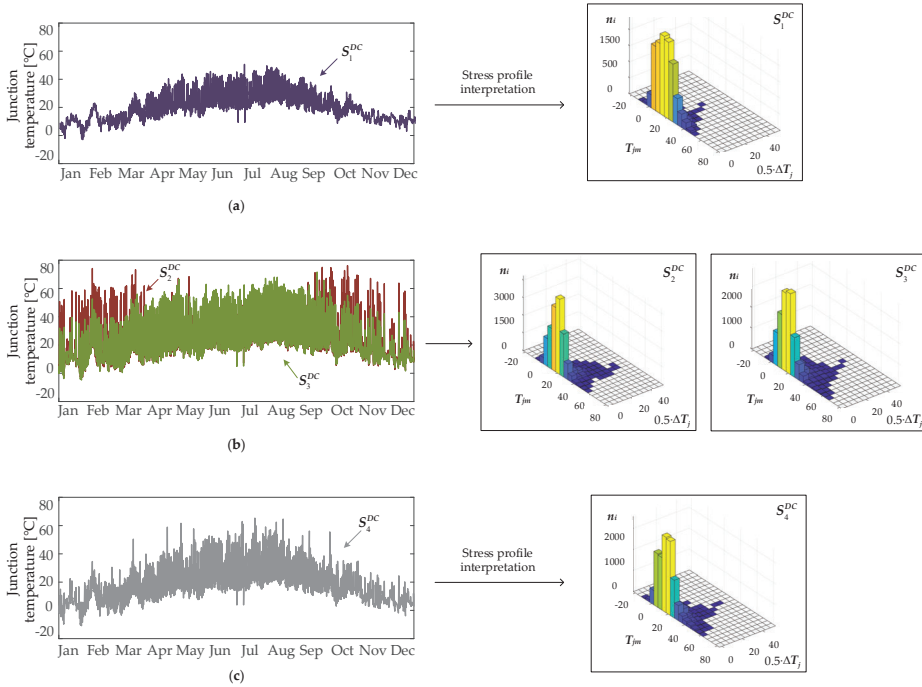 Junction
temperature [°C]
80
60
40
20
0
-20
S₁ᴰᶜ
Jan Feb Mar Apr May Jun Jul Aug Sep Oct Nov Dec
(a)
Stress profile
interpretation
nᵢ
S₁ᴰᶜ
1500
500
0
-20
0
20
40
60
80
Tⱼₘ
0
20
40
0.5·ΔTⱼ
Junction
temperature [°C]
80
60
40
20
0
-20
S₂ᴰᶜ
S₃ᴰᶜ
Jan Feb Mar Apr May Jun Jul Aug Sep Oct Nov Dec
(b)
nᵢ
S₂ᴰᶜ
3000
1500
0
-20
0
20
40
60
80
Tⱼₘ
0
20
40
0.5·ΔTⱼ
nᵢ
S₃ᴰᶜ
2000
1000
0
-20
0
20
40
60
80
Tⱼₘ
0
20
40
0.5·ΔTⱼ
Junction
temperature [°C]
80
60
40
20
0
-20
S₄ᴰᶜ
Jan Feb Mar Apr May Jun Jul Aug Sep Oct Nov Dec
(c)
Stress profile
interpretation
nᵢ
S₄ᴰᶜ
2000
1000
0
-20
0
20
40
60
80
Tⱼₘ
0
20
40
0.5·ΔTⱼ